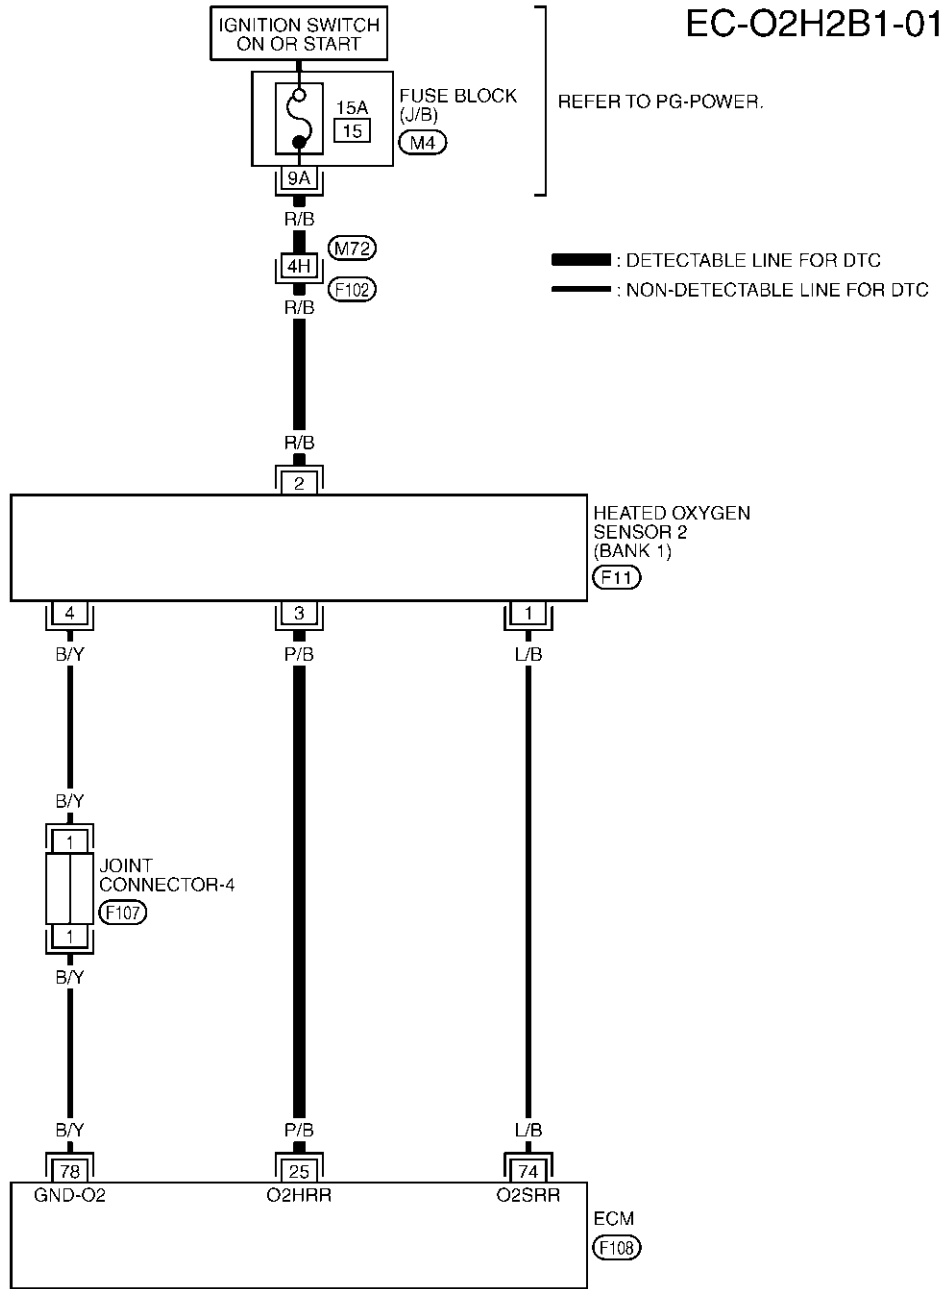 EC-O2H2B1-01
IGNITION SWITCH
ON OR START
FUSE BLOCK
(J/B)
M4
15A
15
REFER TO PG-POWER.
9A
R/B
M72
4H
F102
R/B
: DETECTABLE LINE FOR DTC
: NON-DETECTABLE LINE FOR DTC
R/B
2
HEATED OXYGEN
SENSOR 2
(BANK 1)
F11
4 3 1
B/Y P/B L/B
B/Y
1
JOINT
CONNECTOR-4
F107
1
B/Y
B/Y P/B L/B
78 25 74
GND-O2 O2HRR O2SRR
ECM
F108